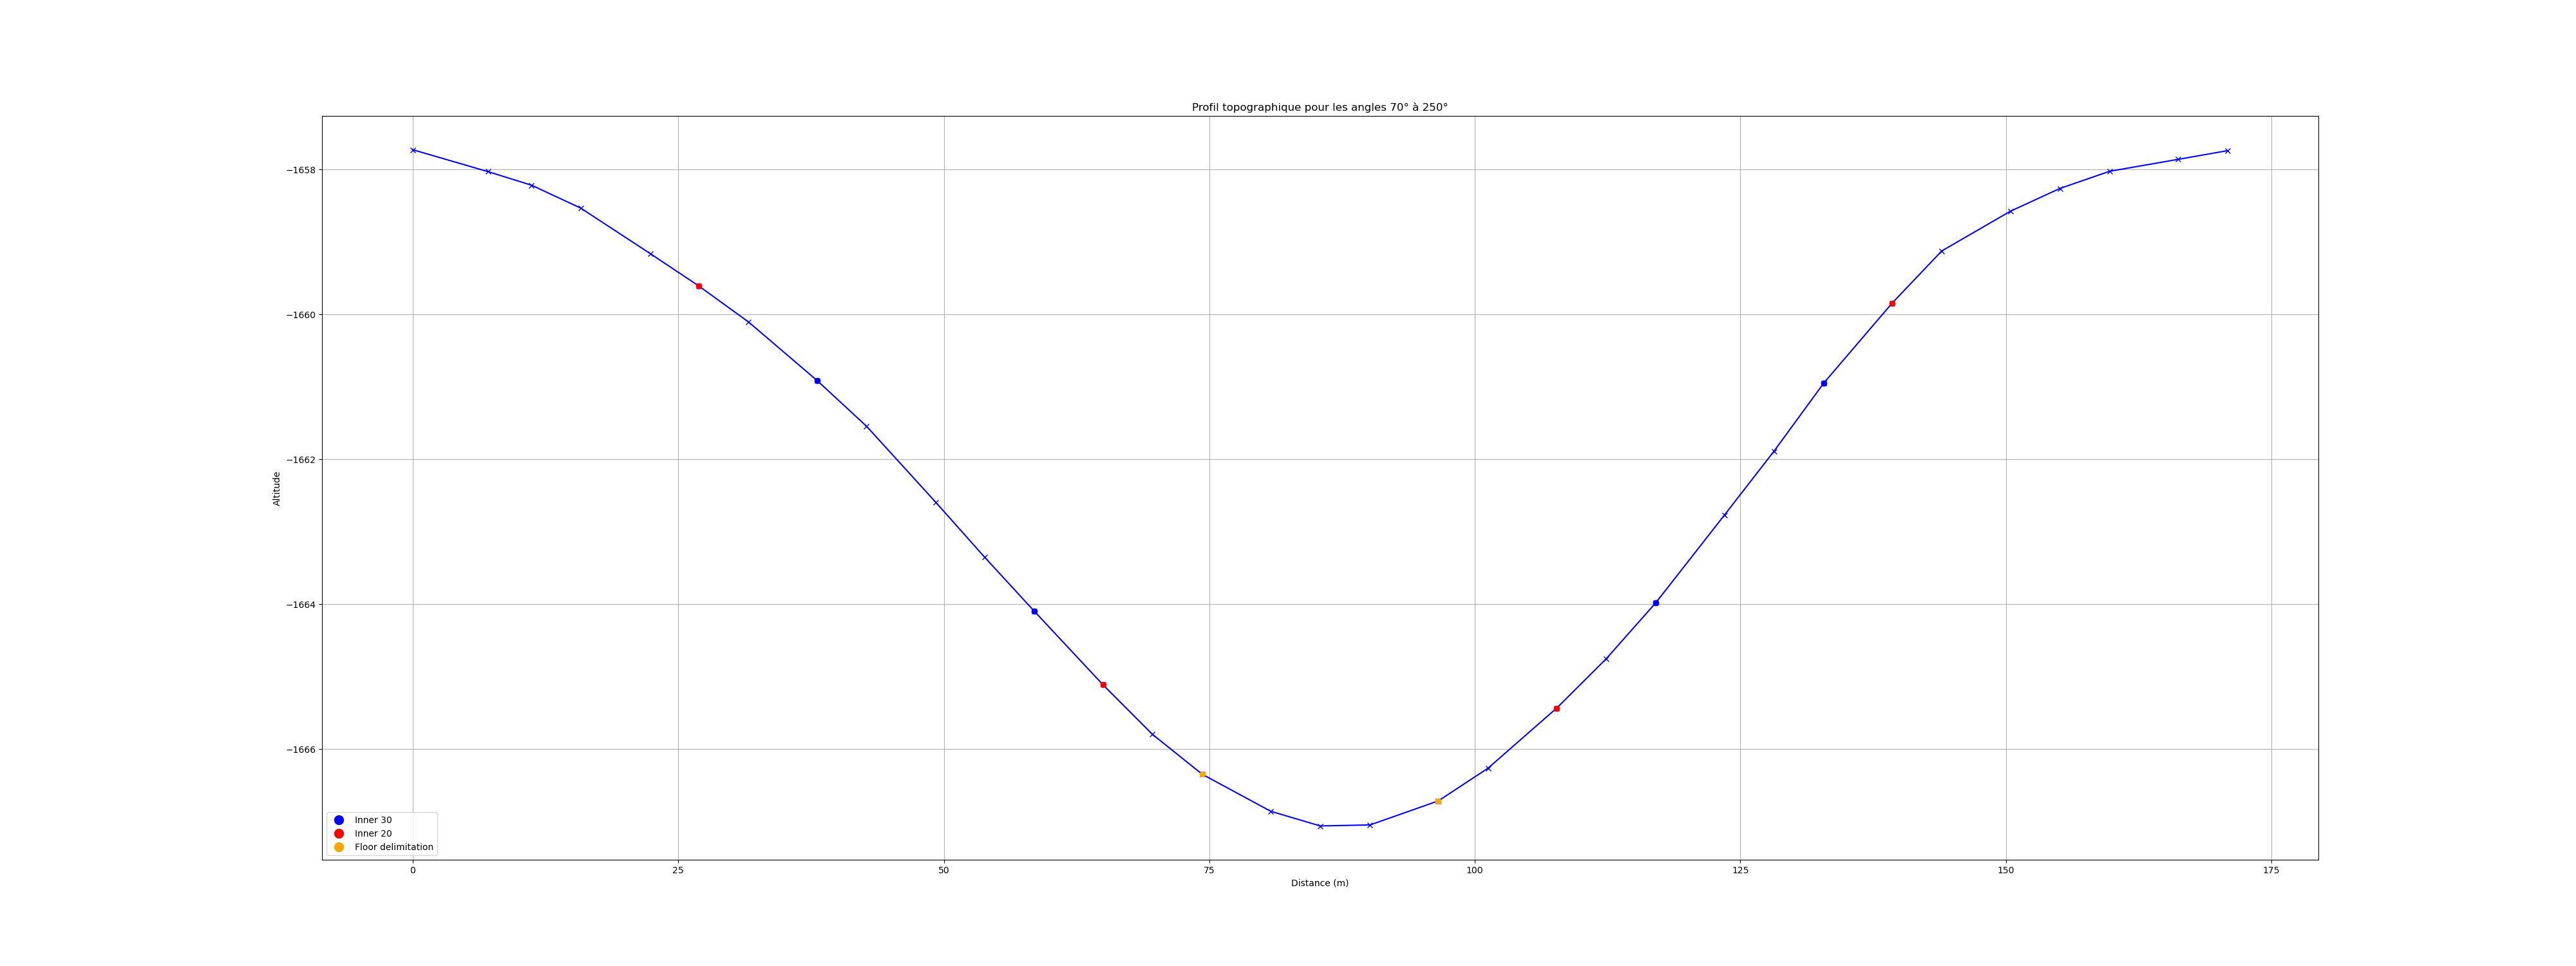 Profil topographique pour les angles 70° à 250°
−1658
−1660
−1662
−1664
−1666
Altitude
Inner 30
Inner 20
Floor delimitation
0
25
50
75
100
125
150
175
Distance (m)